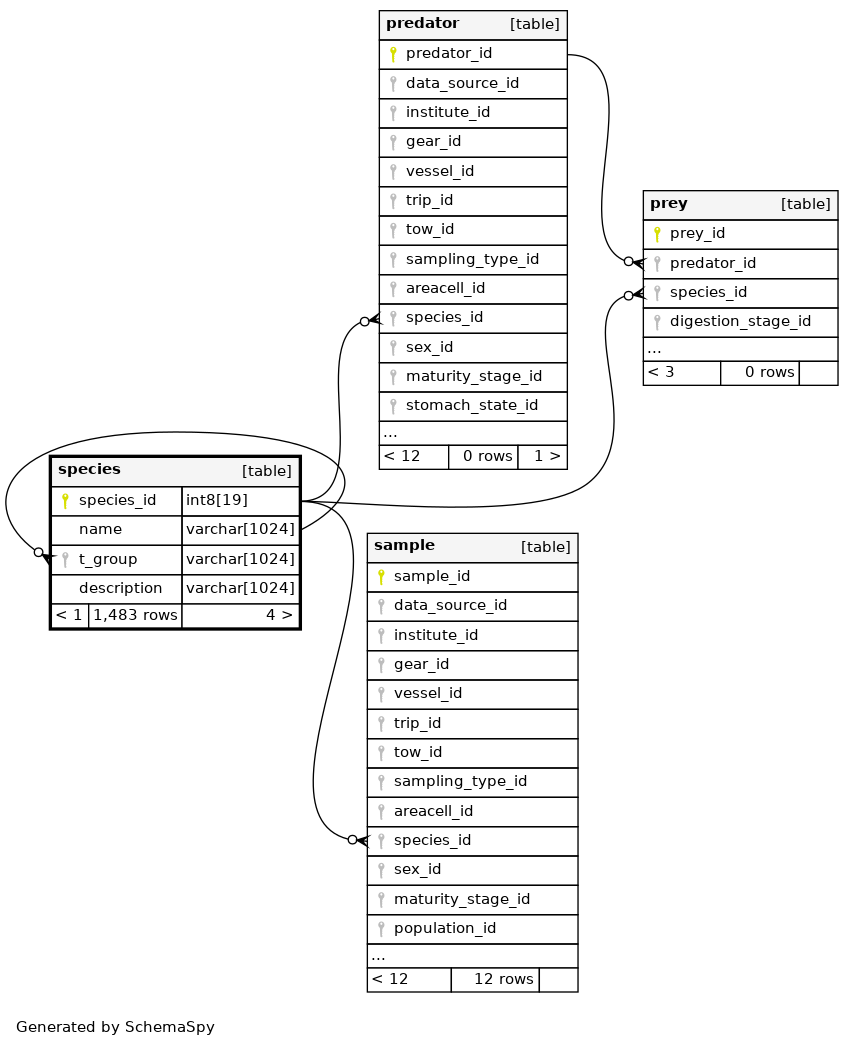 predator [table]
predator_id
data_source_id
institute_id
gear_id
vessel_id
trip_id
tow_id
sampling_type_id
areacell_id
species_id
sex_id
maturity_stage_id
stomach_state_id
...
< 12 0 rows 1 >
prey [table]
prey_id
predator_id
species_id
digestion_stage_id
...
< 3 0 rows
species [table]
species_id int8[19]
name varchar[1024]
t_group varchar[1024]
description varchar[1024]
< 1 1,483 rows 4 >
sample [table]
sample_id
data_source_id
institute_id
gear_id
vessel_id
trip_id
tow_id
sampling_type_id
areacell_id
species_id
sex_id
maturity_stage_id
population_id
...
< 12 12 rows
Generated by SchemaSpy